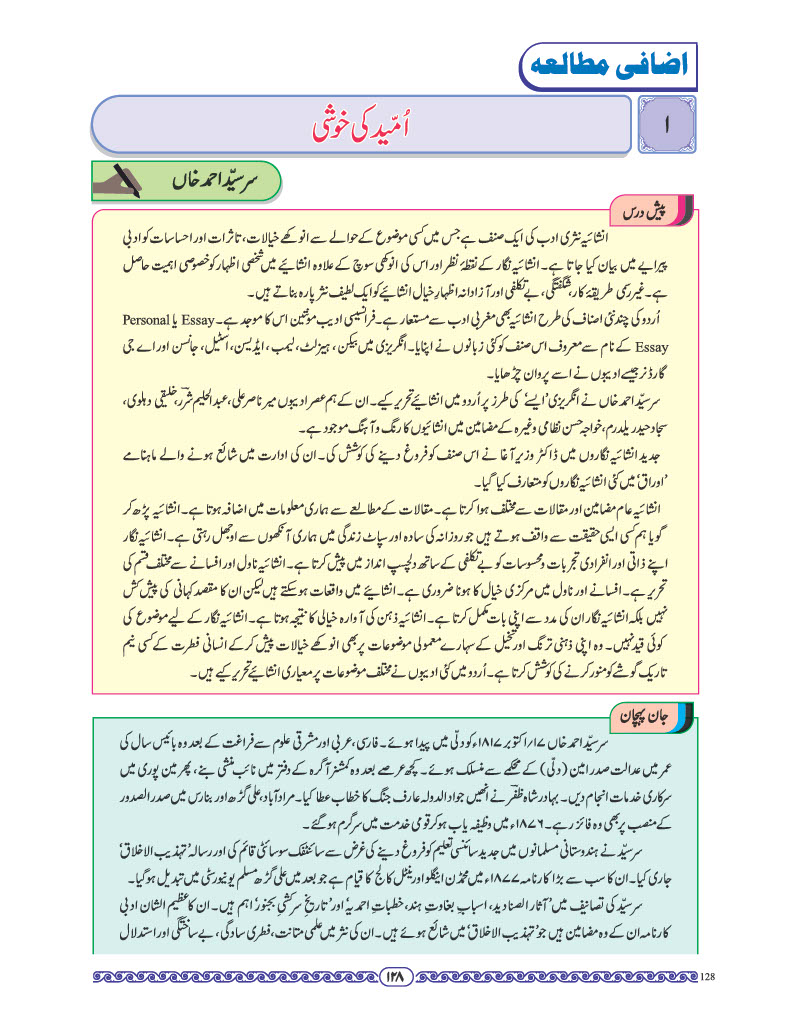 اضافی مطالعہ
۱
اُمّید کی خوشی
سر سیّد احمد خاں
پیش درس
انشائیہ نثری ادب کی ایک صنف ہے جس میں کسی موضوع کے حوالے سے انوکھے خیالات، تاثرات اور احساسات کو ادبی
پیرایے میں بیان کیا جاتا ہے۔ انشائیہ نگار کے نقطۂ نظر اور اس کی انوکھی سوچ کے علاوہ انشائیے میں شخصی اظہار کو خصوصی اہمیت حاصل
ہے۔ غیر رسمی طریقۂ کار، شگفتگی، بے تکلفی اور آزادانہ اظہارِ خیال انشائیے کو ایک لطیف نثر پارہ بناتے ہیں۔
اُردو کی چند نئی اصناف کی طرح انشائیہ بھی مغربی ادب سے مستعار ہے۔ فرانسیسی ادیب مونتین اس کا موجد ہے۔ Essay یا Personal
Essay کے نام سے معروف اس صنف کو کئی زبانوں نے اپنایا۔ انگریزی میں بیکن، ہیزلٹ، لیمب، ایڈیسن، اسٹیل، جانسن اور اے جی
گارڈنر جیسے ادیبوں نے اسے پروان چڑھایا۔
سر سیّد احمد خاں نے انگریزی ’ایسے‘ کی طرز پر اُردو میں انشائیے تحریر کیے۔ ان کے ہم عصر ادیبوں میر ناصر علی، عبدالحلیم شرر، خلیقی دہلوی،
سجاد حیدر یلدرم، خواجہ حسن نظامی وغیرہ کے مضامین میں انشائیوں کا رنگ و آہنگ موجود ہے۔
جدید انشائیہ نگاروں میں ڈاکٹر وزیر آغا نے اس صنف کو فروغ دینے کی کوشش کی۔ ان کی ادارت میں شائع ہونے والے ماہنامے
’اوراق‘ میں کئی انشائیہ نگاروں کو متعارف کیا گیا۔
انشائیہ عام مضامین اور مقالات سے مختلف ہوا کرتا ہے۔ مقالات کے مطالعے سے ہماری معلومات میں اضافہ ہوتا ہے۔ انشائیہ پڑھ کر
گویا ہم کسی ایسی حقیقت سے واقف ہوتے ہیں جو روزانہ کی سادہ اور سپاٹ زندگی میں ہماری آنکھوں سے اوجھل رہتی ہے۔ انشائیہ نگار
اپنے ذاتی اور انفرادی تجربات و محسوسات کو بے تکلفی کے ساتھ دلچسپ انداز میں پیش کرتا ہے۔ انشائیہ ناول اور افسانے سے مختلف قسم کی
تحریر ہے۔ افسانے اور ناول میں مرکزی خیال کا ہونا ضروری ہے۔ انشائیے میں واقعات ہوسکتے ہیں لیکن ان کا مقصد کہانی کی پیش کش
نہیں بلکہ انشائیہ نگار ان کی مدد سے اپنی بات مکمل کرتا ہے۔ انشائیہ ذہن کی آوارہ خیالی کا نتیجہ ہوتا ہے۔ انشائیہ نگار کے لیے موضوع کی
کوئی قید نہیں۔ وہ اپنی ذہنی ترنگ اور تخیل کے سہارے معمولی موضوعات پر بھی انوکھے خیالات پیش کرکے انسانی فطرت کے کسی نیم
تاریک گوشے کو منور کرنے کی کوشش کرتا ہے۔ اُردو میں کئی ادیبوں نے مختلف موضوعات پر معیاری انشائیے تحریر کیے ہیں۔
جان پہچان
سر سیّد احمد خاں ۱۷/اکتوبر ۱۸۱۷ء کو دلّی میں پیدا ہوئے۔ فارسی، عربی اور مشرقی علوم سے فراغت کے بعد وہ بائیس سال کی
عمر میں عدالت صدر امین (دلّی) کے محکمے سے منسلک ہوئے۔ کچھ عرصے بعد وہ کمشنر آگرہ کے دفتر میں نائب منشی بنے، پھر مین پوری میں
سرکاری خدمات انجام دیں۔ بہادر شاہ ظفر نے انھیں جواد الدولہ عارف جنگ کا خطاب عطا کیا۔ مرادآباد، علی گڑھ اور بنارس میں صدر الصدور
کے منصب پر بھی وہ فائز رہے۔ ۱۸۷۶ء میں وظیفہ یاب ہوکر قومی خدمت میں سرگرم ہوگئے۔
سرسیّد نے ہندوستانی مسلمانوں میں جدید سائنسی تعلیم کو فروغ دینے کی غرض سے سائنٹفک سوسائٹی قائم کی اور رسالہ ’تہذیب الاخلاق‘
جاری کیا۔ ان کا سب سے بڑا کارنامہ ۱۸۷۷ء میں محمڈن اینگلو اورینٹل کالج کا قیام ہے جو بعد میں علی گڑھ مسلم یونیورسٹی میں تبدیل ہوگیا۔
سرسیّد کی تصانیف میں ’آثار الصنادید، اسبابِ بغاوتِ ہند، خطباتِ احمدیہ‘ اور ’تاریخِ سرکشیِ بجنور‘ اہم ہیں۔ ان کا عظیم الشان ادبی
کارنامہ ان کے وہ مضامین ہیں جو ’تہذیب الاخلاق‘ میں شائع ہوئے ہیں۔ ان کی نثر میں علمی متانت، فطری سادگی، بے ساختگی اور استدلال
۱۲۸
128